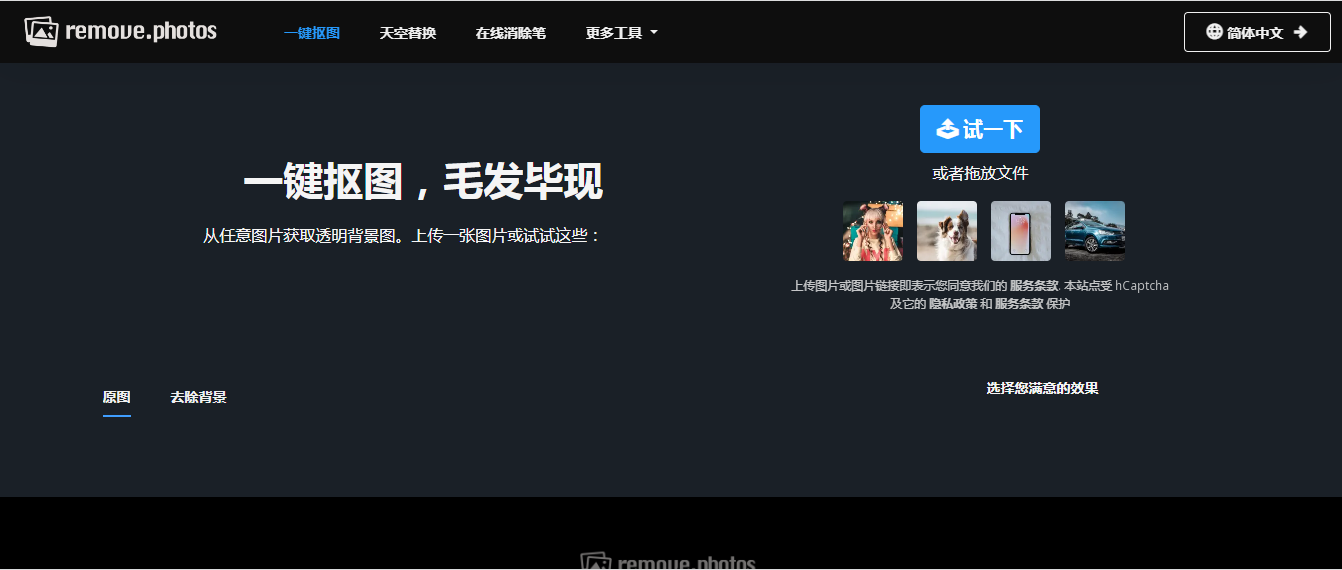 remove.photos
一键抠图
天空替换
在线消除笔
更多工具
简体中文
试一下
或者拖放文件
一键抠图，毛发毕现
从任意图片获取透明背景图。上传一张图片或试试这些：
上传图片或图片链接即表示您同意我们的 服务条款. 本站点受 hCaptcha
及它的 隐私政策 和 服务条款 保护
原图
去除背景
选择您满意的效果
remove.photos